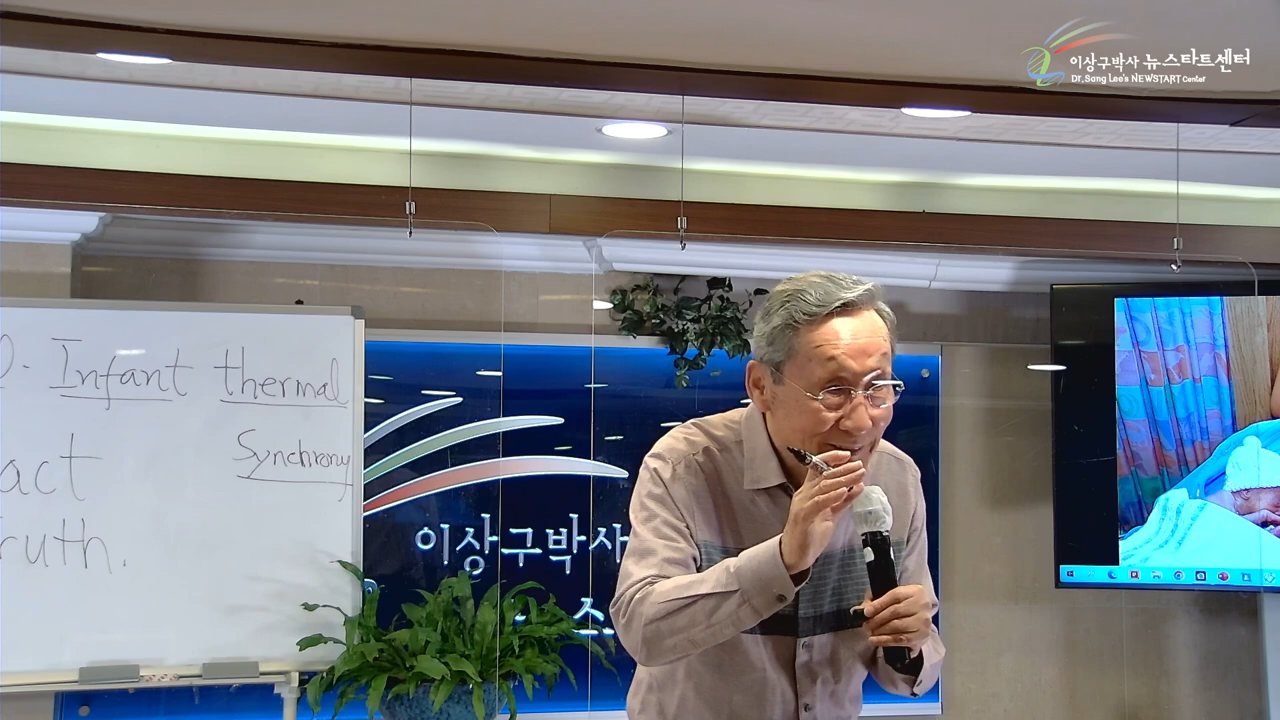 이상구박사 뉴스타트센터
Dr. Sang Lee's NEWSTART Center
Infant thermal
Synchrony
act
ruth.
이상구박사
스